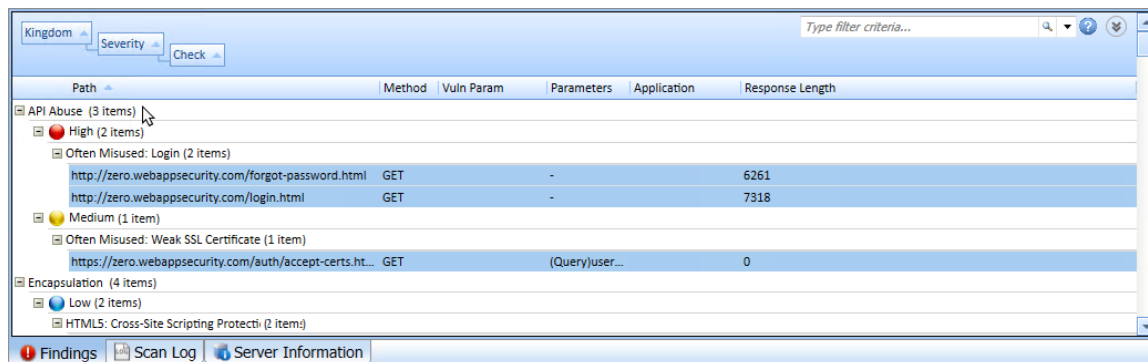 Kingdom
Type filter criteria...
Severity
Check
Path Method Vuln Param Parameters Application Response Length
API Abuse (3 items)
High (2 items)
Often Misused: Login (2 items)
http://zero.webappsecurity.com/forgot-password.html GET - 6261
http://zero.webappsecurity.com/login.html GET - 7318
Medium (1 item)
Often Misused: Weak SSL Certificate (1 item)
https://zero.webappsecurity.com/auth/accept-certs.ht... GET (Query)user... 0
Encapsulation (4 items)
Low (2 items)
HTML5: Cross-Site Scripting Protecti (2 items)
Findings Scan Log Server Information